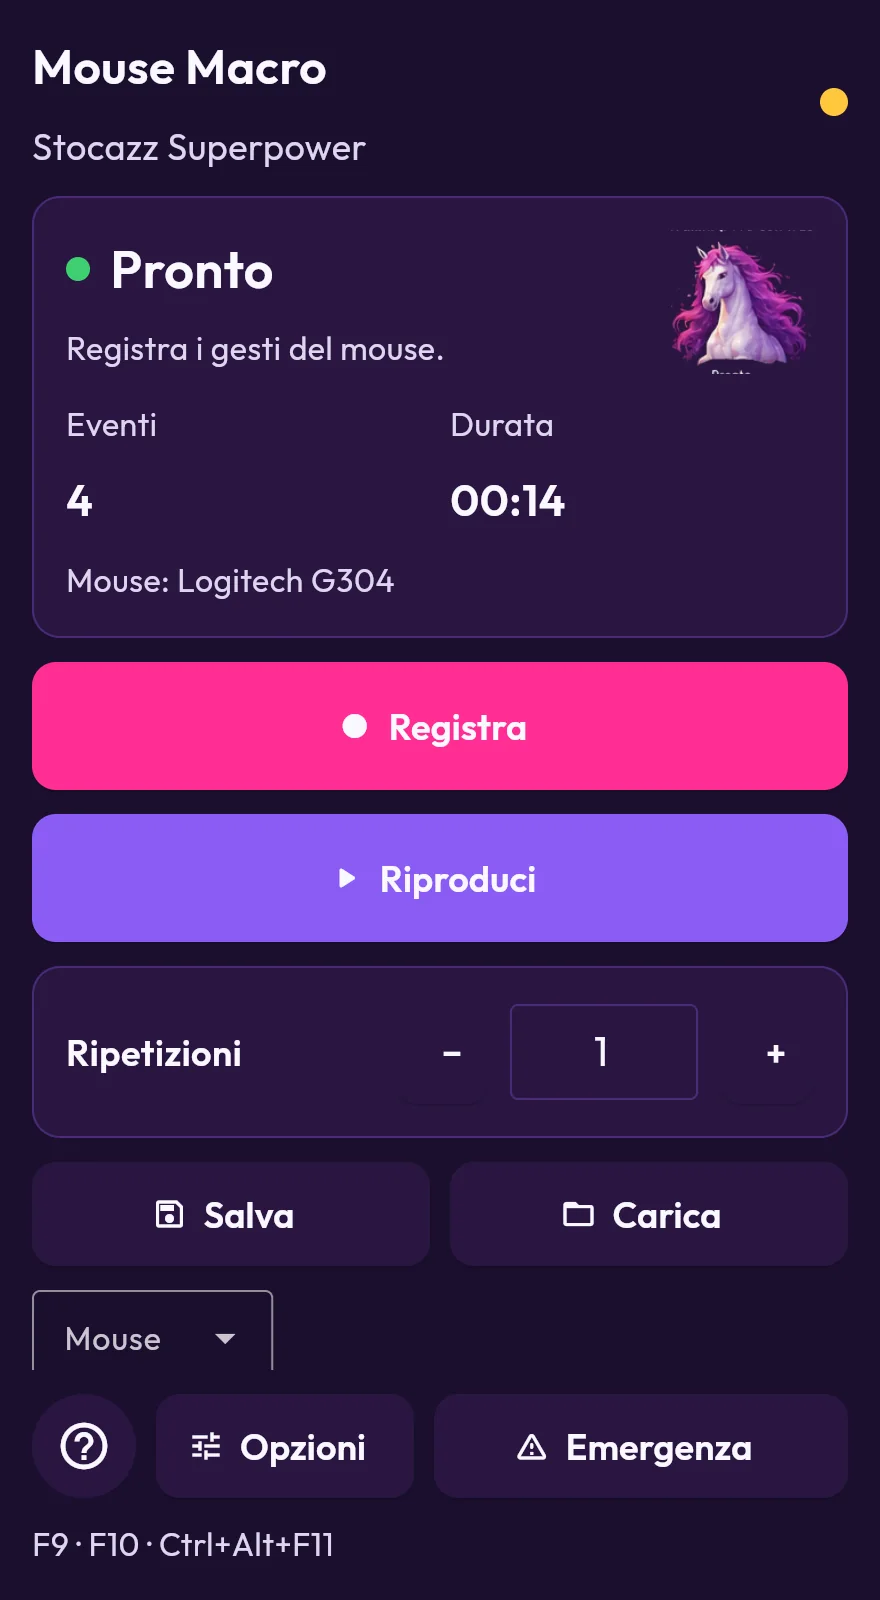 Mouse Macro
Stocazz Superpower
Pronto
Registra i gesti del mouse.
Eventi
Durata
4
00:14
Mouse: Logitech G304
Registra
Riproduci
Ripetizioni
−
1
+
Salva
Carica
Mouse
Opzioni
Emergenza
F9 · F10 · Ctrl+Alt+F11